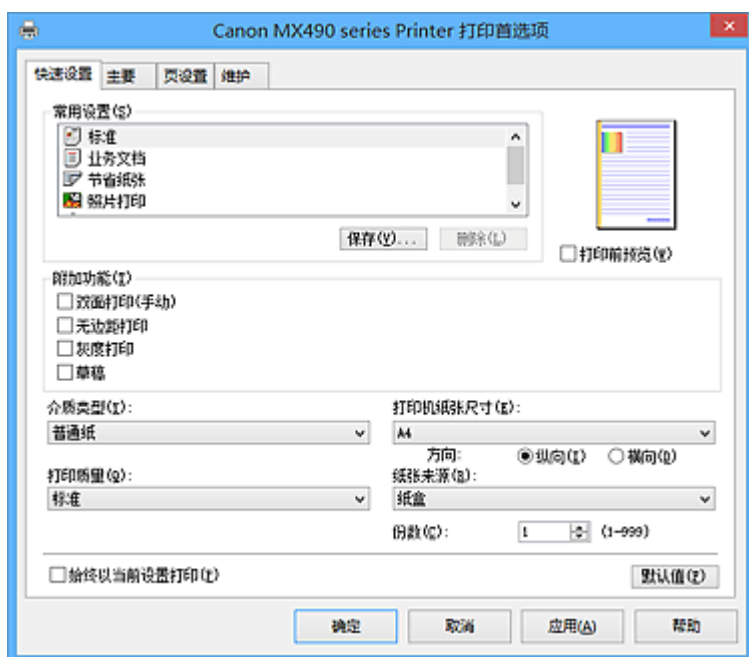 Canon MX490 series Printer 打印首选项
快速设置 主要 页设置 维护
常用设置(S)
标准
业务文档
节省纸张
照片打印
保存(V)... 删除(L)
打印前预览(W)
附加功能(I)
双面打印(手动)
无边距打印
灰度打印
草稿
介质类型(I): 打印机纸张尺寸(E):
普通纸 A4
方向: 纵向(I) 横向(D)
打印质量(Q): 纸张来源(B):
标准 纸盒
份数(C): 1 (1-999)
始终以当前设置打印(T) 默认值(F)
确定 取消 应用(A) 帮助